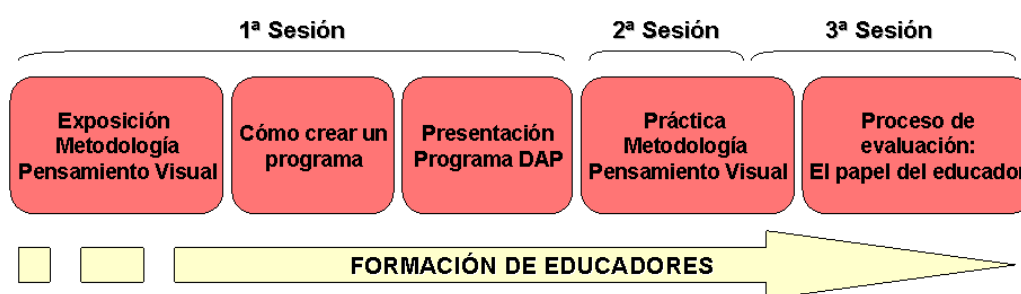 1ª Sesión
2ª Sesión
3ª Sesión
Exposición
Metodología
Pensamiento Visual
Cómo crear un
programa
Presentación
Programa DAP
Práctica
Metodología
Pensamiento Visual
Proceso de
evaluación:
El papel del educador
FORMACIÓN DE EDUCADORES